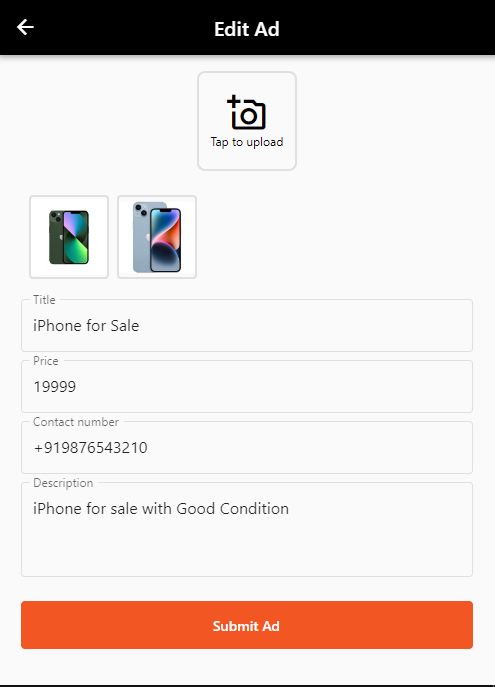 Edit Ad
Tap to upload
Title
iPhone for Sale
Price
19999
Contact number
+919876543210
Description
iPhone for sale with Good Condition
Submit Ad